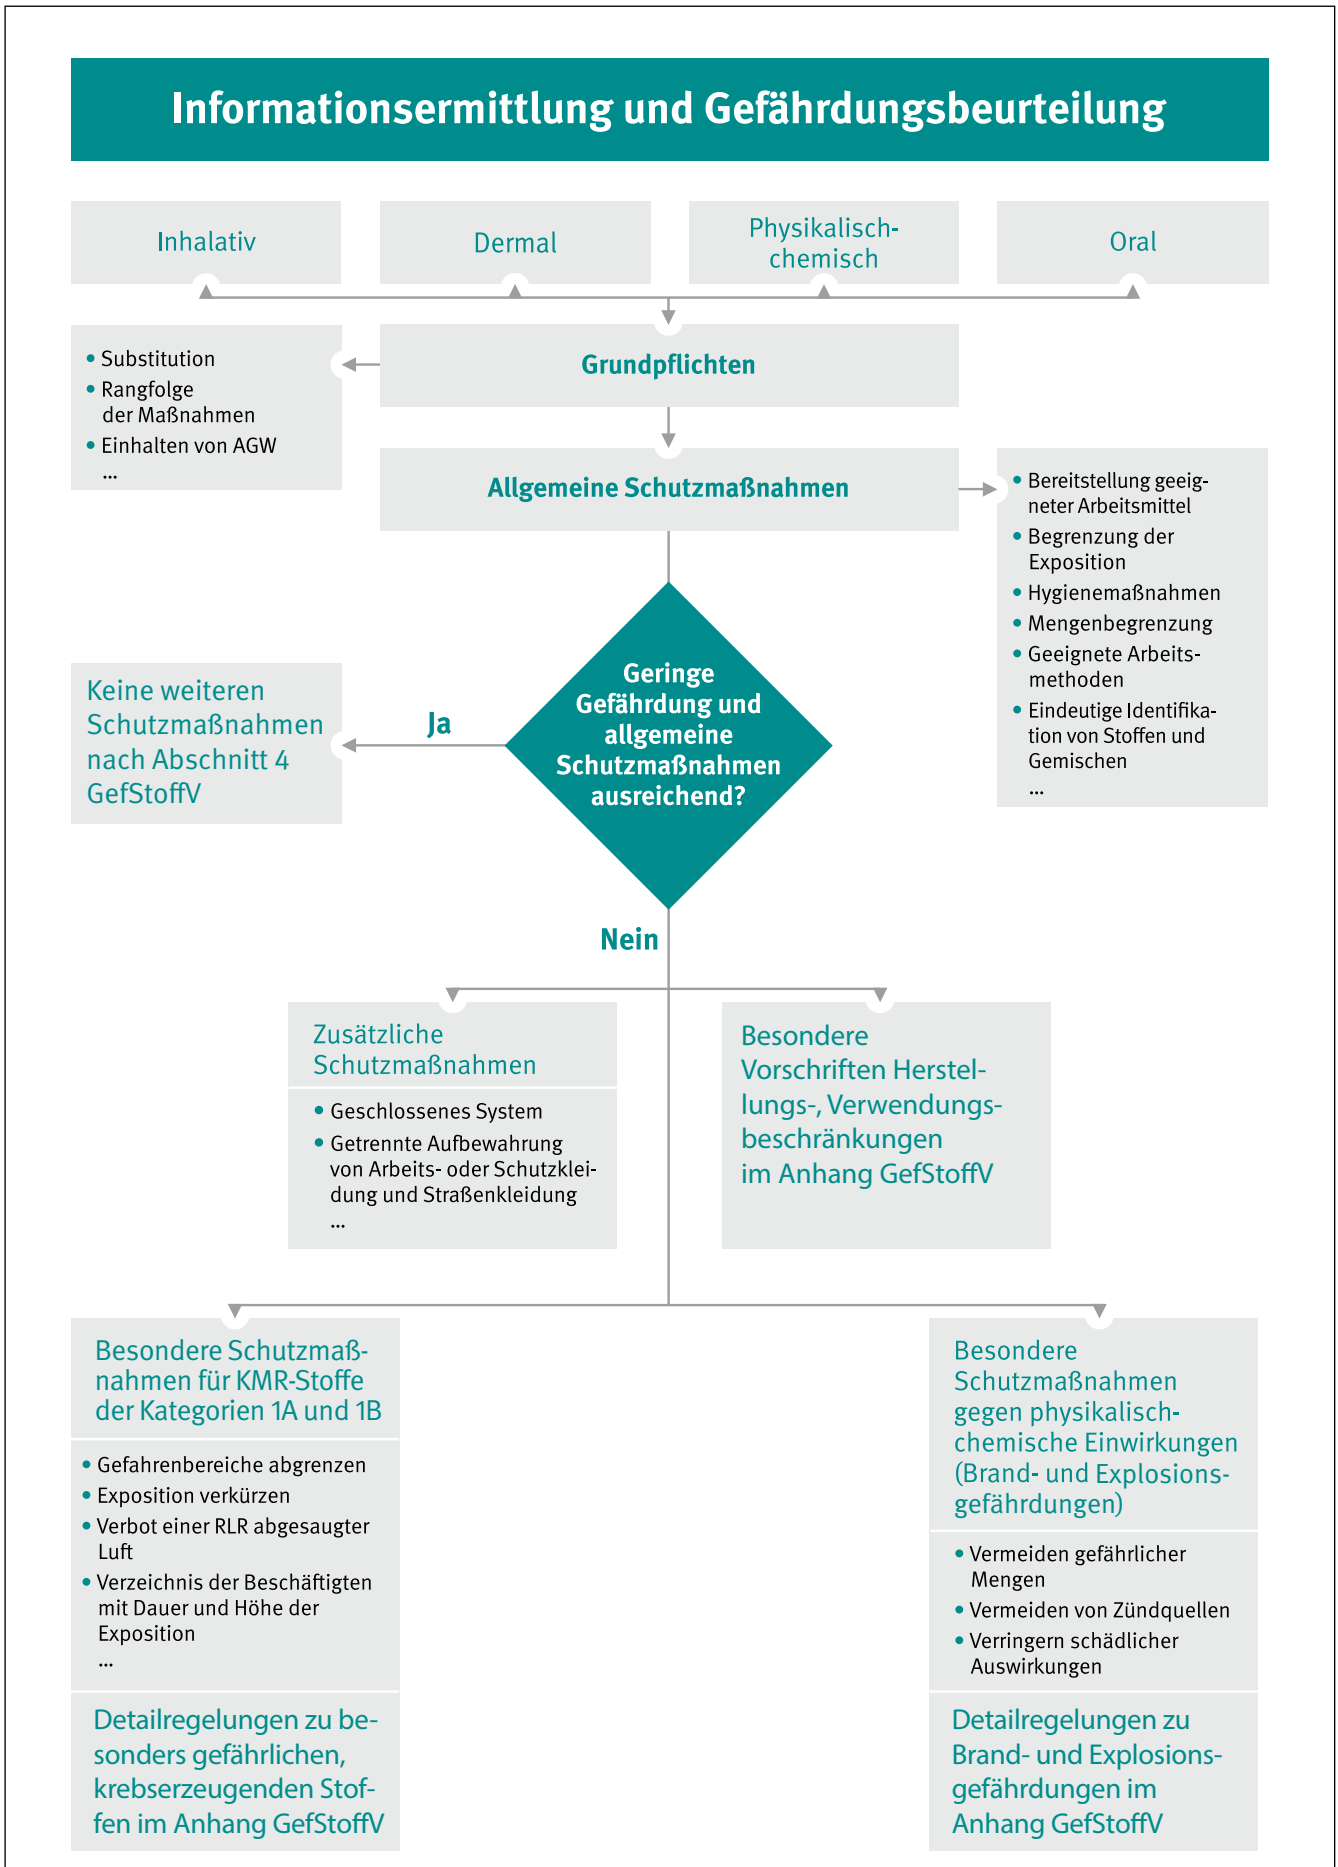 Informationsermittlung und Gefährdungsbeurteilung
Inhalativ
Dermal
Physikalisch-
chemisch
Oral
• Substitution
• Rangfolge
der Maßnahmen
• Einhalten von AGW
...
Grundpflichten
Allgemeine Schutzmaßnahmen
• Bereitstellung geeig-
neter Arbeitsmittel
• Begrenzung der
Exposition
• Hygienemaßnahmen
• Mengenbegrenzung
• Geeignete Arbeits-
methoden
• Eindeutige Identifika-
tion von Stoffen und
Gemischen
...
Geringe
Gefährdung und
allgemeine
Schutzmaßnahmen
ausreichend?
Ja
Keine weiteren
Schutzmaßnahmen
nach Abschnitt 4
GefStoffV
Nein
Zusätzliche
Schutzmaßnahmen
• Geschlossenes System
• Getrennte Aufbewahrung
von Arbeits- oder Schutzklei-
dung und Straßenkleidung
...
Besondere
Vorschriften Herstel-
lungs-, Verwendungs-
beschränkungen
im Anhang GefStoffV
Besondere Schutzmaß-
nahmen für KMR-Stoffe
der Kategorien 1A und 1B
• Gefahrenbereiche abgrenzen
• Exposition verkürzen
• Verbot einer RLR abgesaugter
Luft
• Verzeichnis der Beschäftigten
mit Dauer und Höhe der
Exposition
...
Detailregelungen zu be-
sonders gefährlichen,
krebserzeugenden Stof-
fen im Anhang GefStoffV
Besondere
Schutzmaßnahmen
gegen physikalisch-
chemische Einwirkungen
(Brand- und Explosions-
gefährdungen)
• Vermeiden gefährlicher
Mengen
• Vermeiden von Zündquellen
• Verringern schädlicher
Auswirkungen
Detailregelungen zu
Brand- und Explosions-
gefährdungen im
Anhang GefStoffV